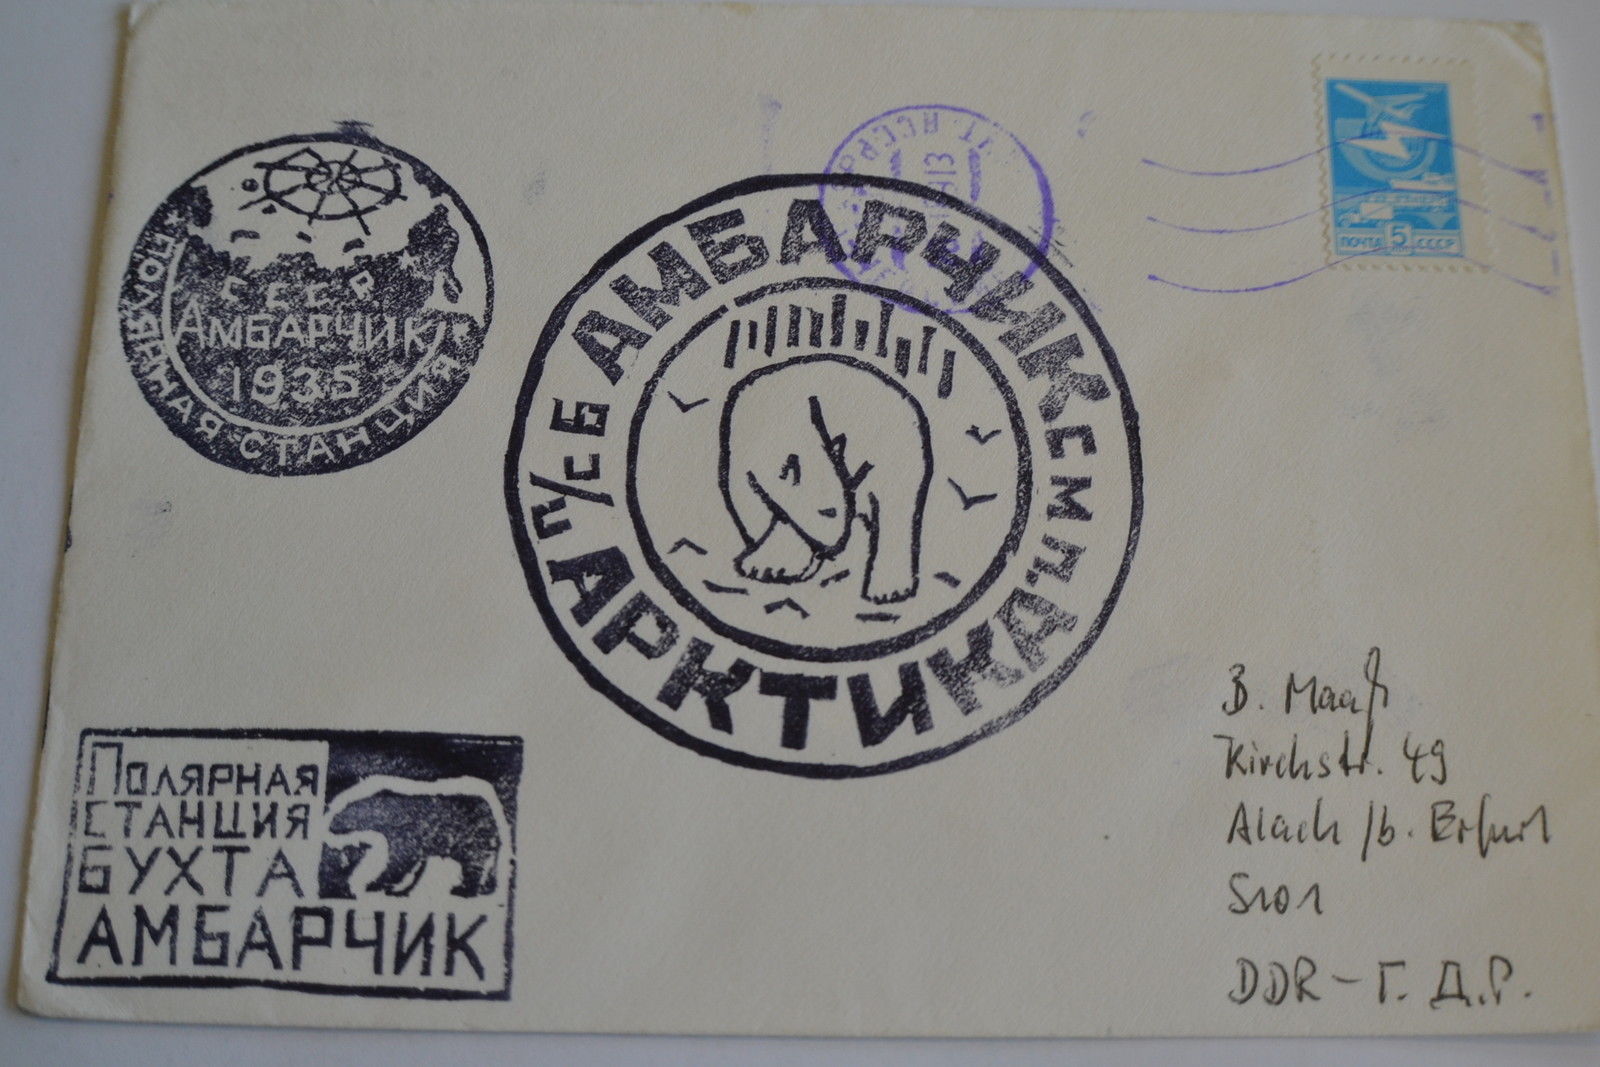 СССР
АМБАРЧИК
1935
СТАНЦИЯ
П/СБ АМБАРЧИК
АРКТИКА
ПОЧТА 5 СССР
ПОЛЯРНАЯ
СТАНЦИЯ
БУХТА
АМБАРЧИК
B. Maaß
Kirchstr. 49
Alach /b. Erfurt
5101
DDR – Г. Д.Р.